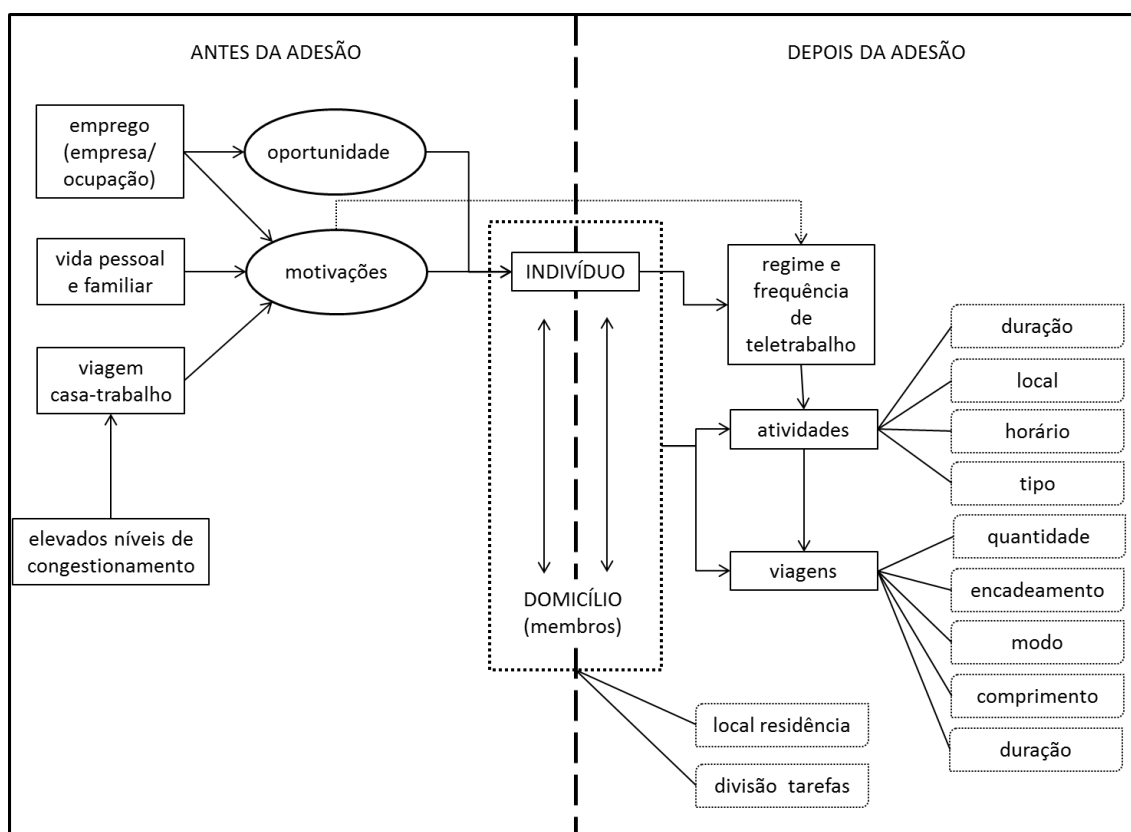 ANTES DA ADESÃO
DEPOIS DA ADESÃO
emprego
(empresa/
ocupação)
oportunidade
vida pessoal
e familiar
motivações
viagem
casa-trabalho
elevados níveis de
congestionamento
INDIVÍDUO
DOMICÍLIO
(membros)
regime e
frequência
de
teletrabalho
atividades
viagens
duração
local
horário
tipo
quantidade
encadeamento
modo
comprimento
duração
local residência
divisão tarefas